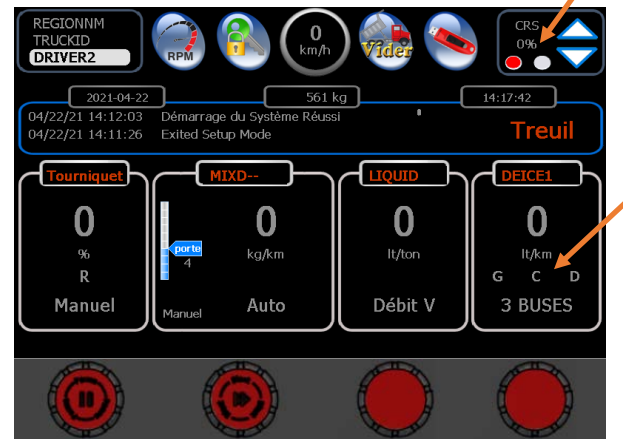 REGIONNM
TRUCKID
DRIVER2
RPM
0
km/h
Vider
CRS
0%
2021-04-22
561 kg
14:17:42
04/22/21 14:12:03 Démarrage du Système Réussi
04/22/21 14:11:26 Exited Setup Mode
Treuil
Tourniquet
0
%
R
Manuel
MIXD--
porte
4
0
kg/km
Manuel
Auto
LIQUID
0
lt/ton
Débit V
DEICE1
0
lt/km
G C D
3 BUSES